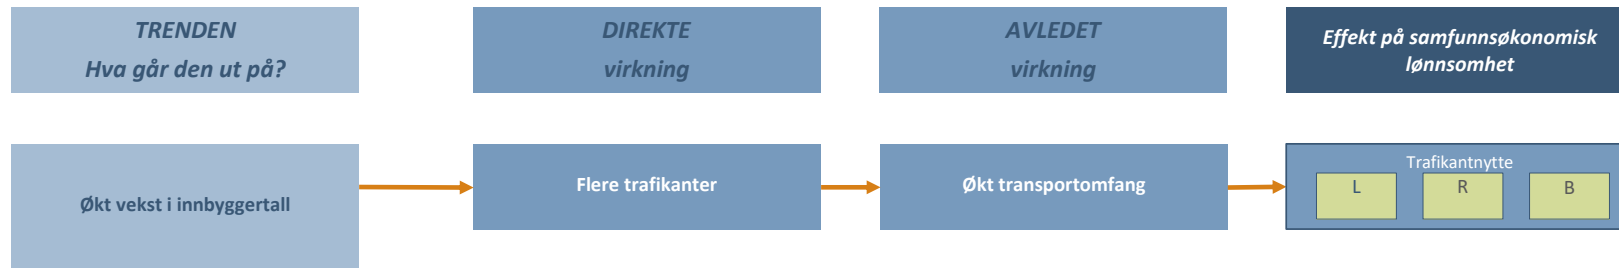 TRENDEN
Hva går den ut på?
DIREKTE
virkning
AVLEDET
virkning
Effekt på samfunnsøkonomisk
lønnsomhet
Økt vekst i innbyggertall
Flere trafikanter
Økt transportomfang
Trafikantnytte
L
R
B